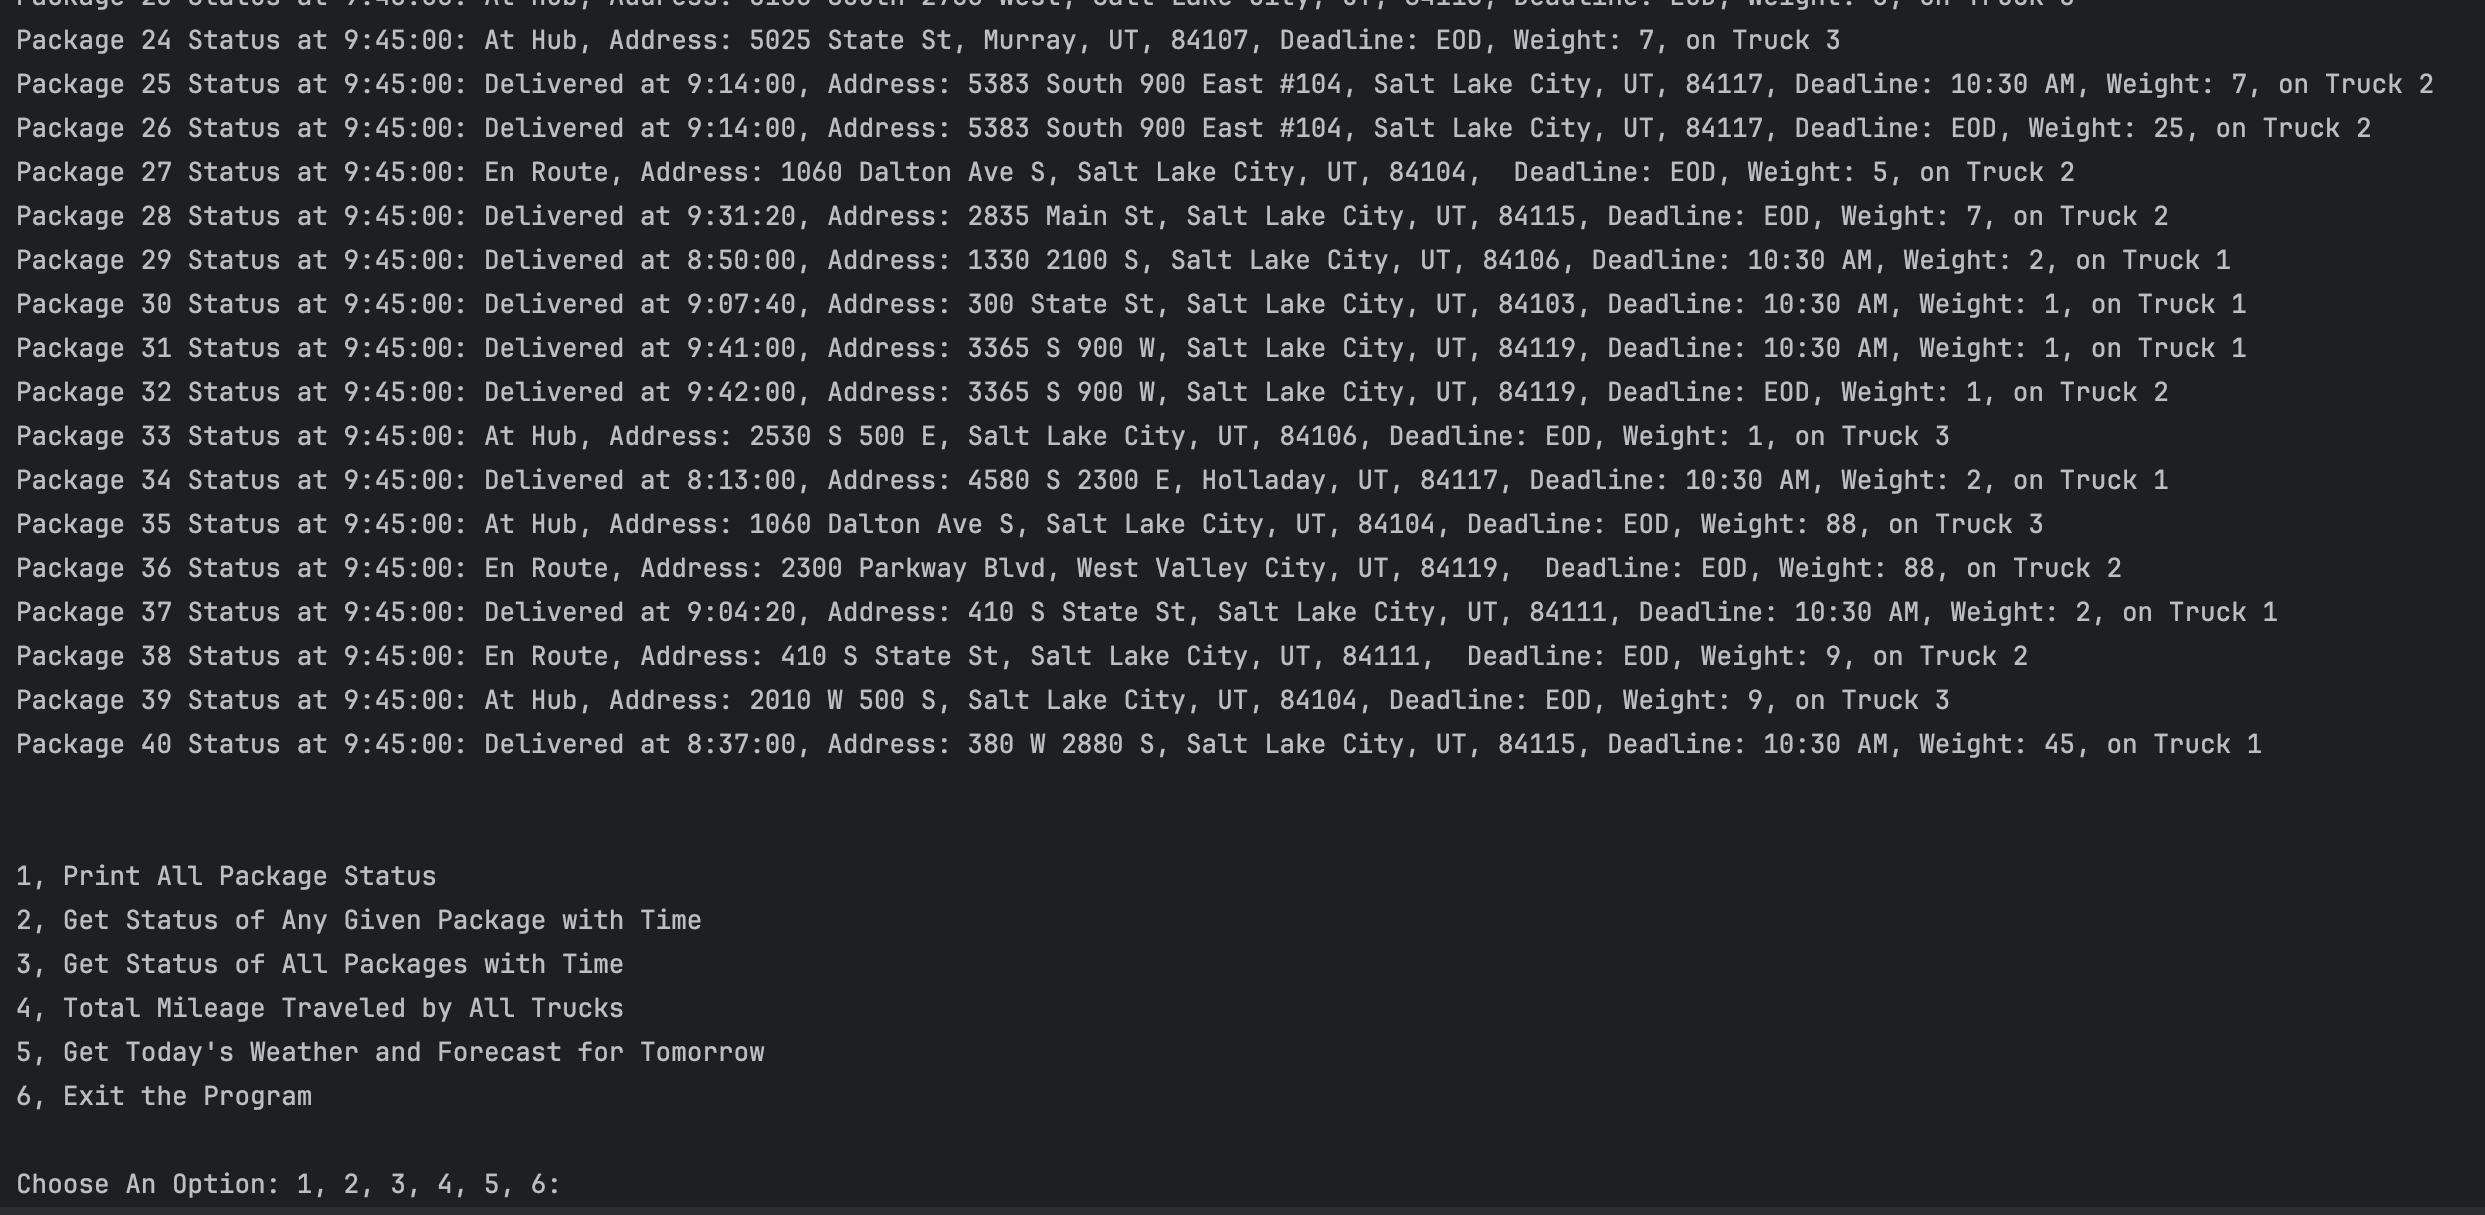 Package 24 Status at 9:45:00: At Hub, Address: 5025 State St, Murray, UT, 84107, Deadline: EOD, Weight: 7, on Truck 3
Package 25 Status at 9:45:00: Delivered at 9:14:00, Address: 5383 South 900 East #104, Salt Lake City, UT, 84117, Deadline: 10:30 AM, Weight: 7, on Truck 2
Package 26 Status at 9:45:00: Delivered at 9:14:00, Address: 5383 South 900 East #104, Salt Lake City, UT, 84117, Deadline: EOD, Weight: 25, on Truck 2
Package 27 Status at 9:45:00: En Route, Address: 1060 Dalton Ave S, Salt Lake City, UT, 84104,  Deadline: EOD, Weight: 5, on Truck 2
Package 28 Status at 9:45:00: Delivered at 9:31:20, Address: 2835 Main St, Salt Lake City, UT, 84115, Deadline: EOD, Weight: 7, on Truck 2
Package 29 Status at 9:45:00: Delivered at 8:50:00, Address: 1330 2100 S, Salt Lake City, UT, 84106, Deadline: 10:30 AM, Weight: 2, on Truck 1
Package 30 Status at 9:45:00: Delivered at 9:07:40, Address: 300 State St, Salt Lake City, UT, 84103, Deadline: 10:30 AM, Weight: 1, on Truck 1
Package 31 Status at 9:45:00: Delivered at 9:41:00, Address: 3365 S 900 W, Salt Lake City, UT, 84119, Deadline: 10:30 AM, Weight: 1, on Truck 1
Package 32 Status at 9:45:00: Delivered at 9:42:00, Address: 3365 S 900 W, Salt Lake City, UT, 84119, Deadline: EOD, Weight: 1, on Truck 2
Package 33 Status at 9:45:00: At Hub, Address: 2530 S 500 E, Salt Lake City, UT, 84106, Deadline: EOD, Weight: 1, on Truck 3
Package 34 Status at 9:45:00: Delivered at 8:13:00, Address: 4580 S 2300 E, Holladay, UT, 84117, Deadline: 10:30 AM, Weight: 2, on Truck 1
Package 35 Status at 9:45:00: At Hub, Address: 1060 Dalton Ave S, Salt Lake City, UT, 84104, Deadline: EOD, Weight: 88, on Truck 3
Package 36 Status at 9:45:00: En Route, Address: 2300 Parkway Blvd, West Valley City, UT, 84119,  Deadline: EOD, Weight: 88, on Truck 2
Package 37 Status at 9:45:00: Delivered at 9:04:20, Address: 410 S State St, Salt Lake City, UT, 84111, Deadline: 10:30 AM, Weight: 2, on Truck 1
Package 38 Status at 9:45:00: En Route, Address: 410 S State St, Salt Lake City, UT, 84111,  Deadline: EOD, Weight: 9, on Truck 2
Package 39 Status at 9:45:00: At Hub, Address: 2010 W 500 S, Salt Lake City, UT, 84104, Deadline: EOD, Weight: 9, on Truck 3
Package 40 Status at 9:45:00: Delivered at 8:37:00, Address: 380 W 2880 S, Salt Lake City, UT, 84115, Deadline: 10:30 AM, Weight: 45, on Truck 1
1, Print All Package Status
2, Get Status of Any Given Package with Time
3, Get Status of All Packages with Time
4, Total Mileage Traveled by All Trucks
5, Get Today's Weather and Forecast for Tomorrow
6, Exit the Program
Choose An Option: 1, 2, 3, 4, 5, 6: